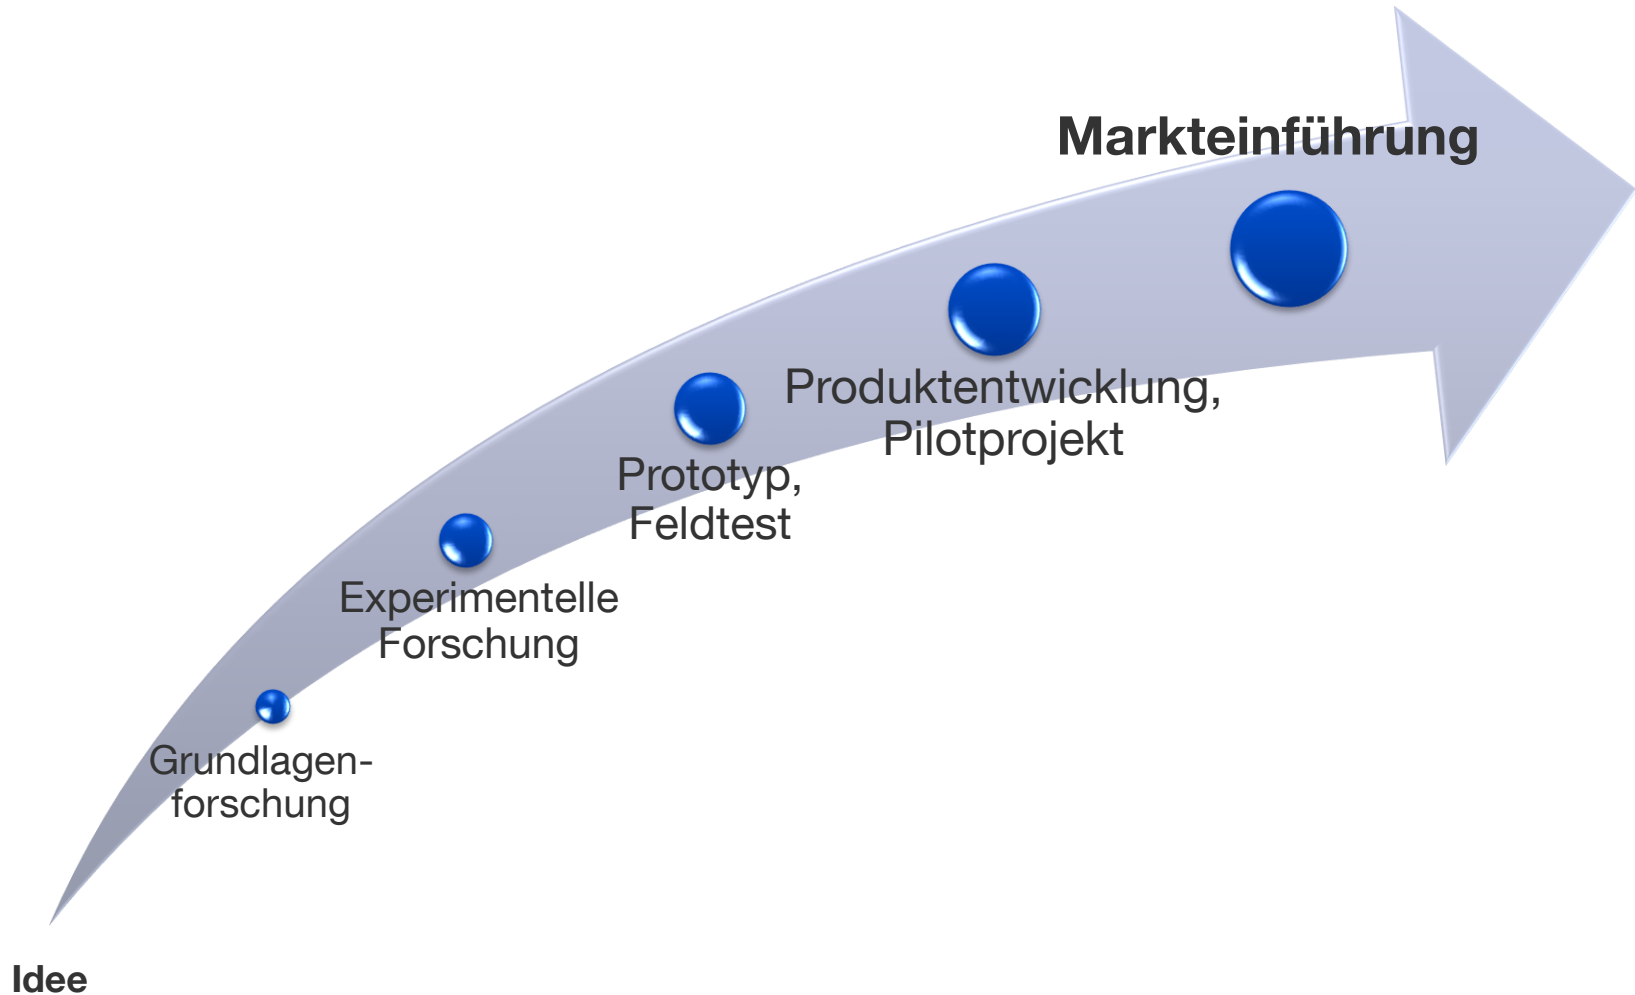 Markteinführung
Produktentwicklung,
Pilotprojekt
Prototyp,
Feldtest
Experimentelle
Forschung
Grundlagen-
forschung
Idee